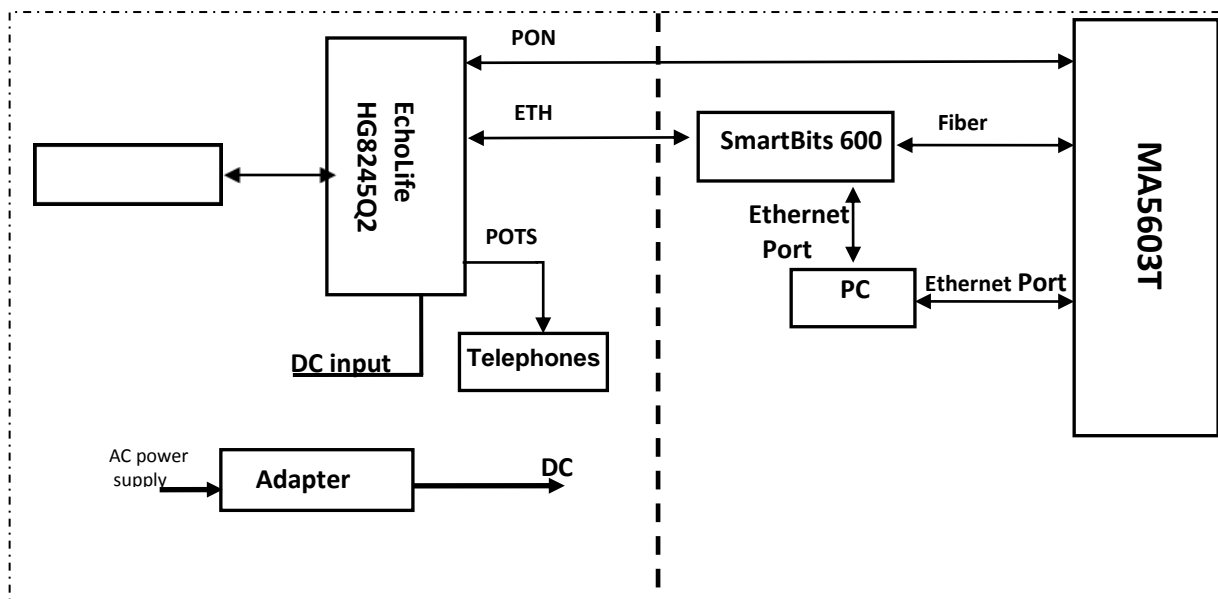 PON
EchoLife
HG8245Q2
ETH
SmartBits 600
Fiber
MA5603T
Ethernet
Port
POTS
PC
Ethernet Port
DC input
Telephones
AC power
supply
Adapter
DC